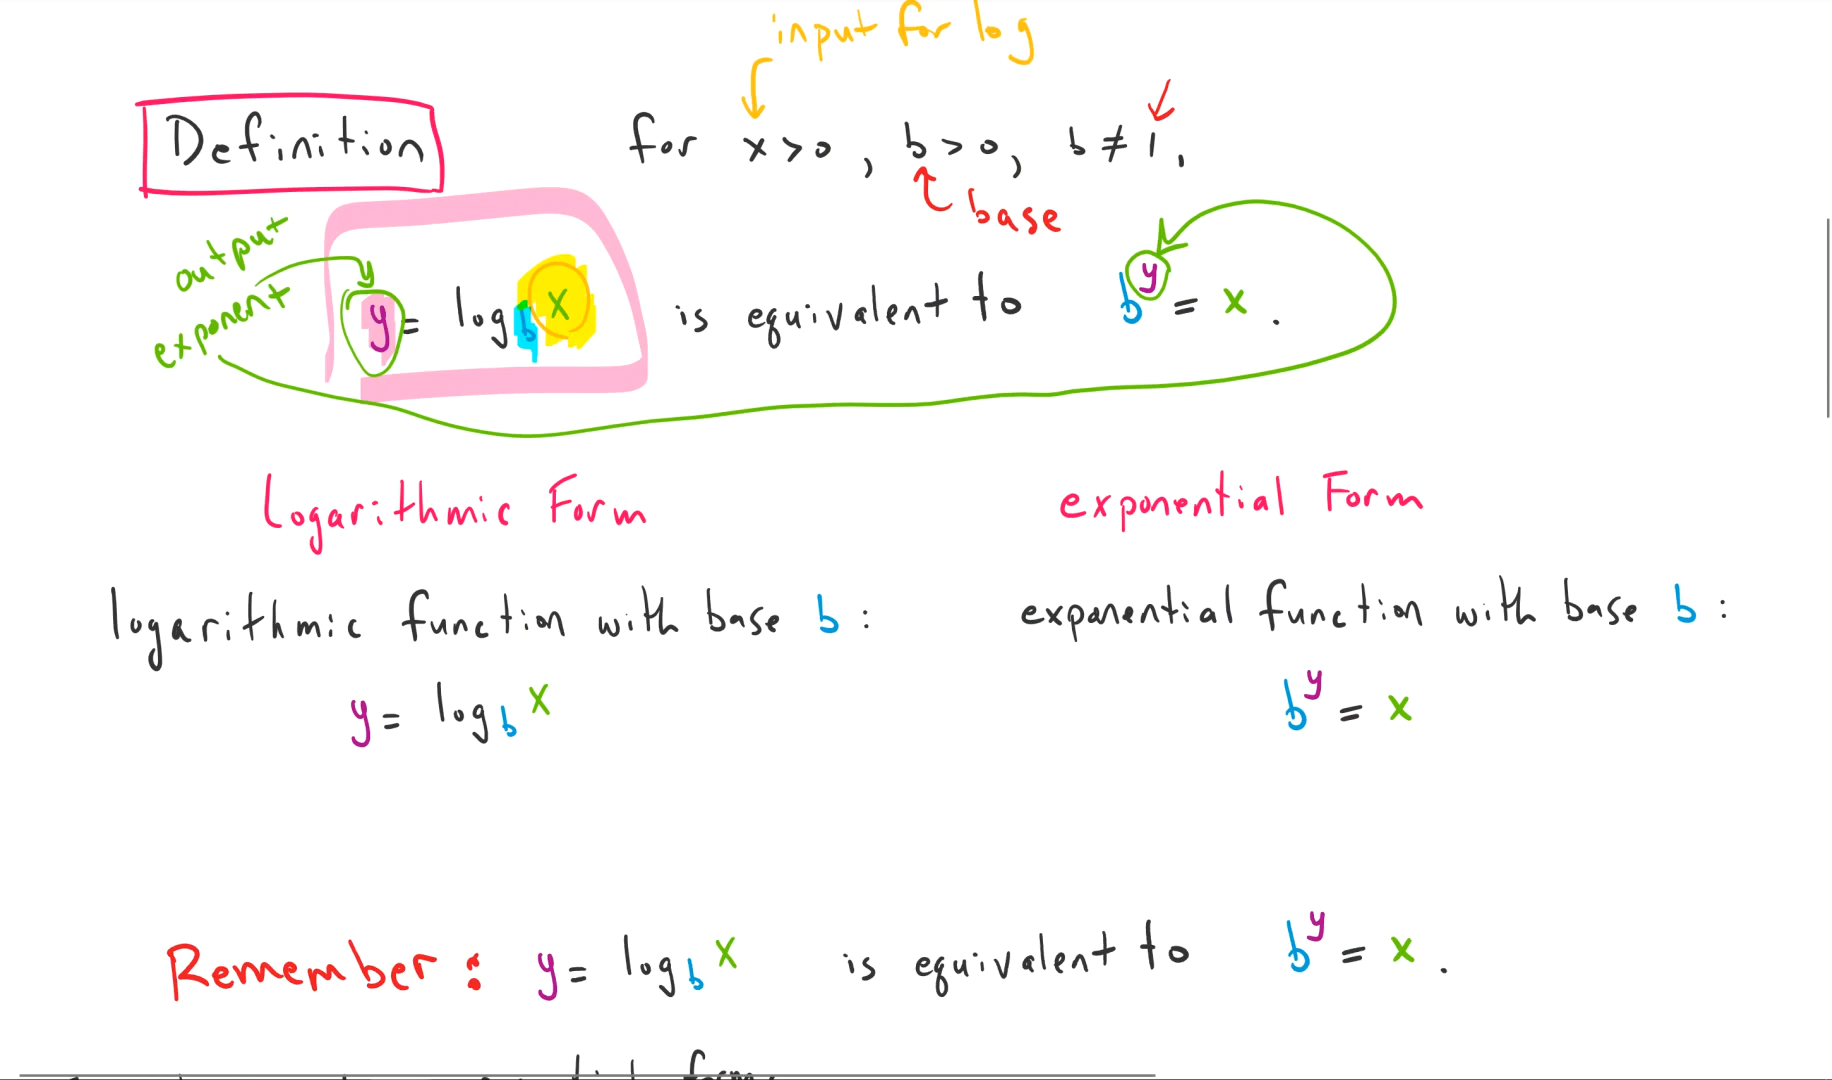 input for log
Definition
for x > 0, b > 0, b ≠ 1.
base
output
exponent
y = log_b x is equivalent to b^y = x.
Logarithmic Form
exponential Form
logarithmic function with base b:
exponential function with base b:
y = log_b x
b^y = x
Remember: y = log_b x is equivalent to b^y = x.